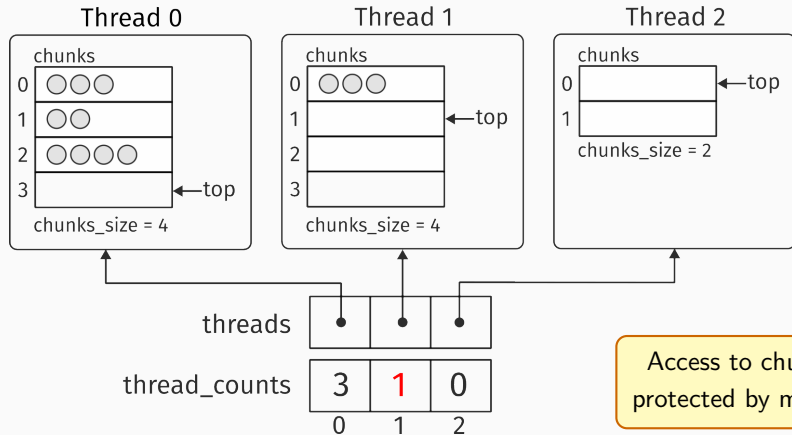 Thread 0
chunks
0
1
2
3
top
chunks_size = 4
Thread 1
chunks
0
1
2
3
top
chunks_size = 4
Thread 2
chunks
0
1
top
chunks_size = 2
threads
thread_counts 3 1 0
0 1 2
Access to
protected by